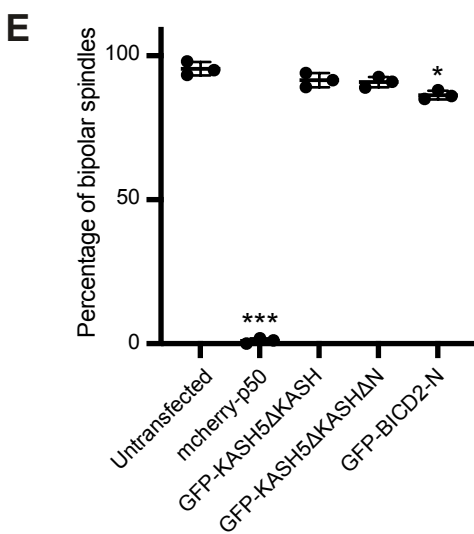 E
Percentage of bipolar spindles
100
50
0
***
*
Untransfected
mcherry-p50
GFP-KASH5ΔKASH
GFP-KASH5ΔKASHΔN
GFP-BICD2-N